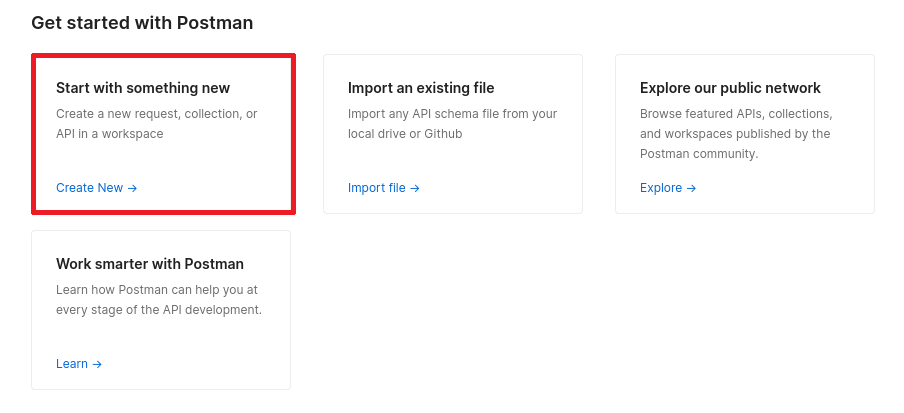 Get started with Postman
Start with something new
Create a new request, collection, or
API in a workspace
Create New →
Import an existing file
Import any API schema file from your
local drive or Github
Import file →
Explore our public network
Browse featured APIs, collections,
and workspaces published by the
Postman community.
Explore →
Work smarter with Postman
Learn how Postman can help you at
every stage of the API development.
Learn →